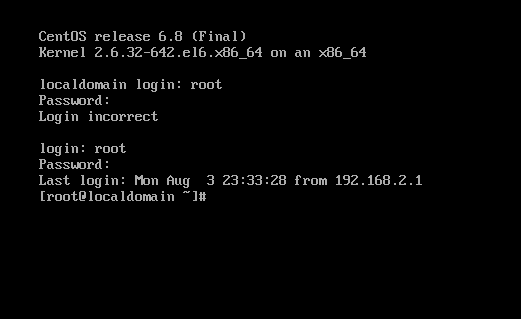 CentOS release 6.8 (Final)
Kernel 2.6.32-642.el6.x86_64 on an x86_64
localdomain login: root
Password:
Login incorrect
login: root
Password:
Last login: Mon Aug  3 23:33:28 from 192.168.2.1
[root@localdomain ~]#